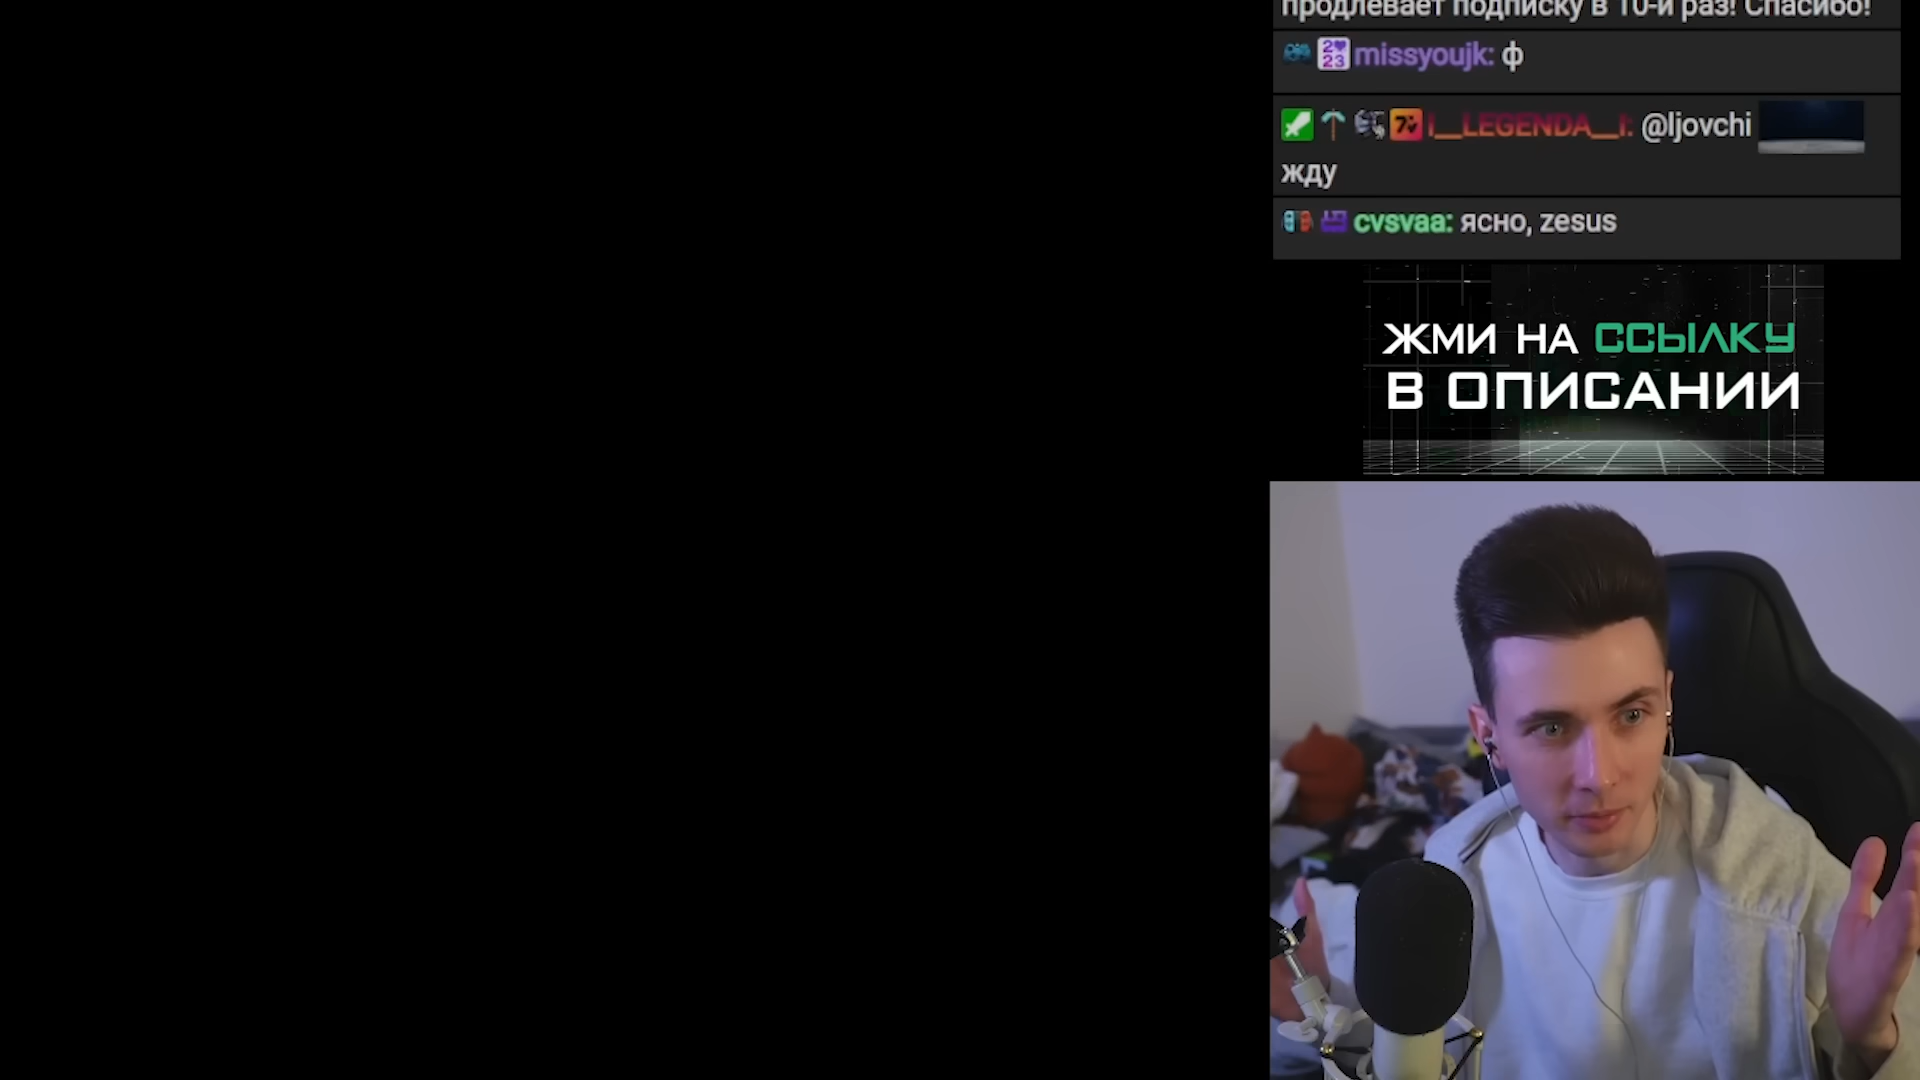 продлевает подписку в 10-й раз! Спасибо!
missyoujk: ф
I__LEGENDA__I: @ljovchi
жду
cvsvaa: ясно, zesus
ЖМИ НА ССЫЛКУ
В ОПИСАНИИ